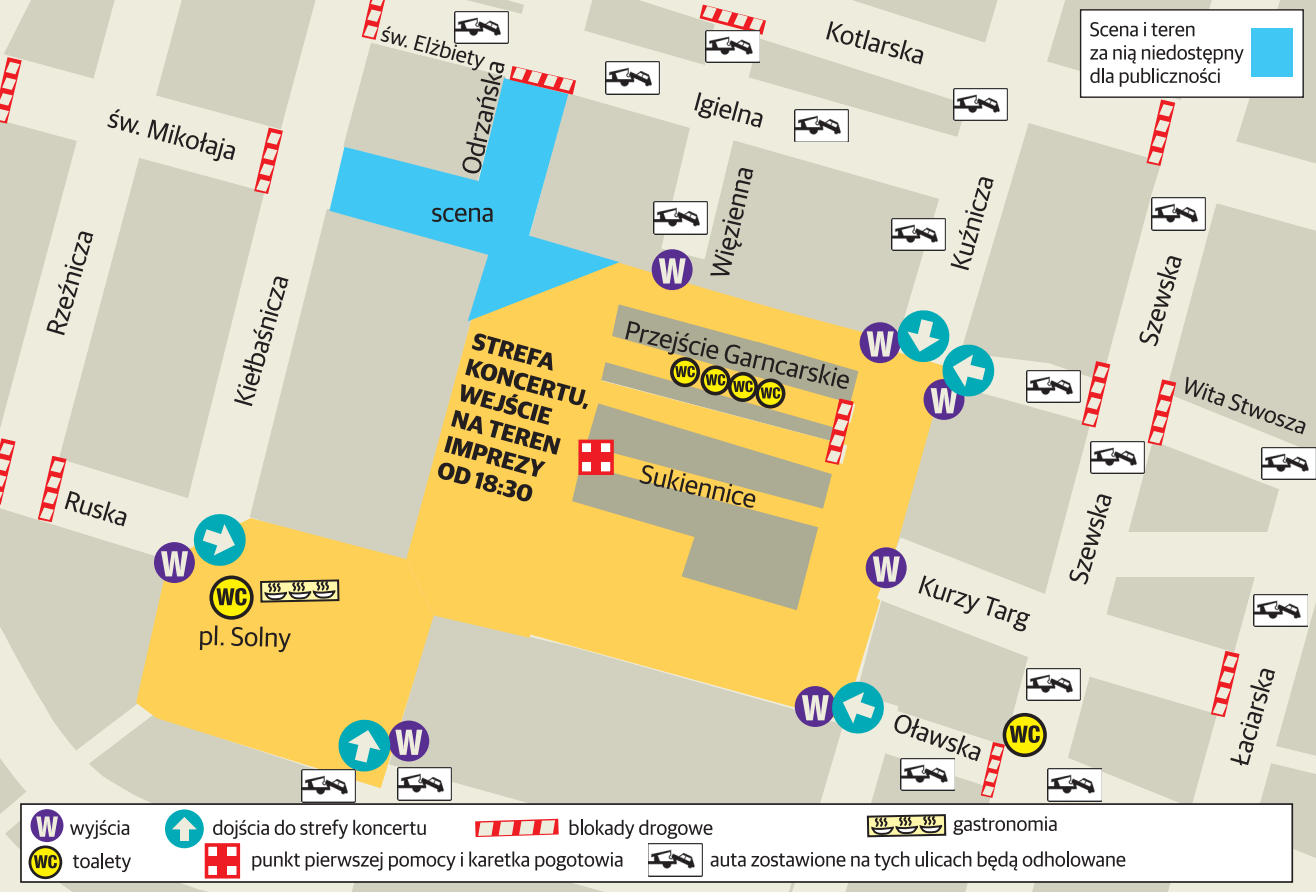 św. Elżbiety
Kotlarska
Scena i teren
za nią niedostępny
dla publiczności
Odrzańska
Igielna
św. Mikołaja
scena
Więzienna
Kuźnicza
Szewska
Rzeźnicza
Kiełbaśnicza
W
W
W
Przejście Garncarskie
WC
WC
WC
WC
STREFA
KONCERTU,
WEJŚCIE
NA TEREN
IMPREZY
OD 18:30
Wita Stwosza
Sukiennice
Ruska
Szewska
W
W
WC
pl. Solny
Kurzy Targ
W
W
Oławska
WC
Łaciarska
W wyjścia
dojścia do strefy koncertu
blokady drogowe
gastronomia
WC toalety
punkt pierwszej pomocy i karetka pogotowia
auta zostawione na tych ulicach będą odholowane